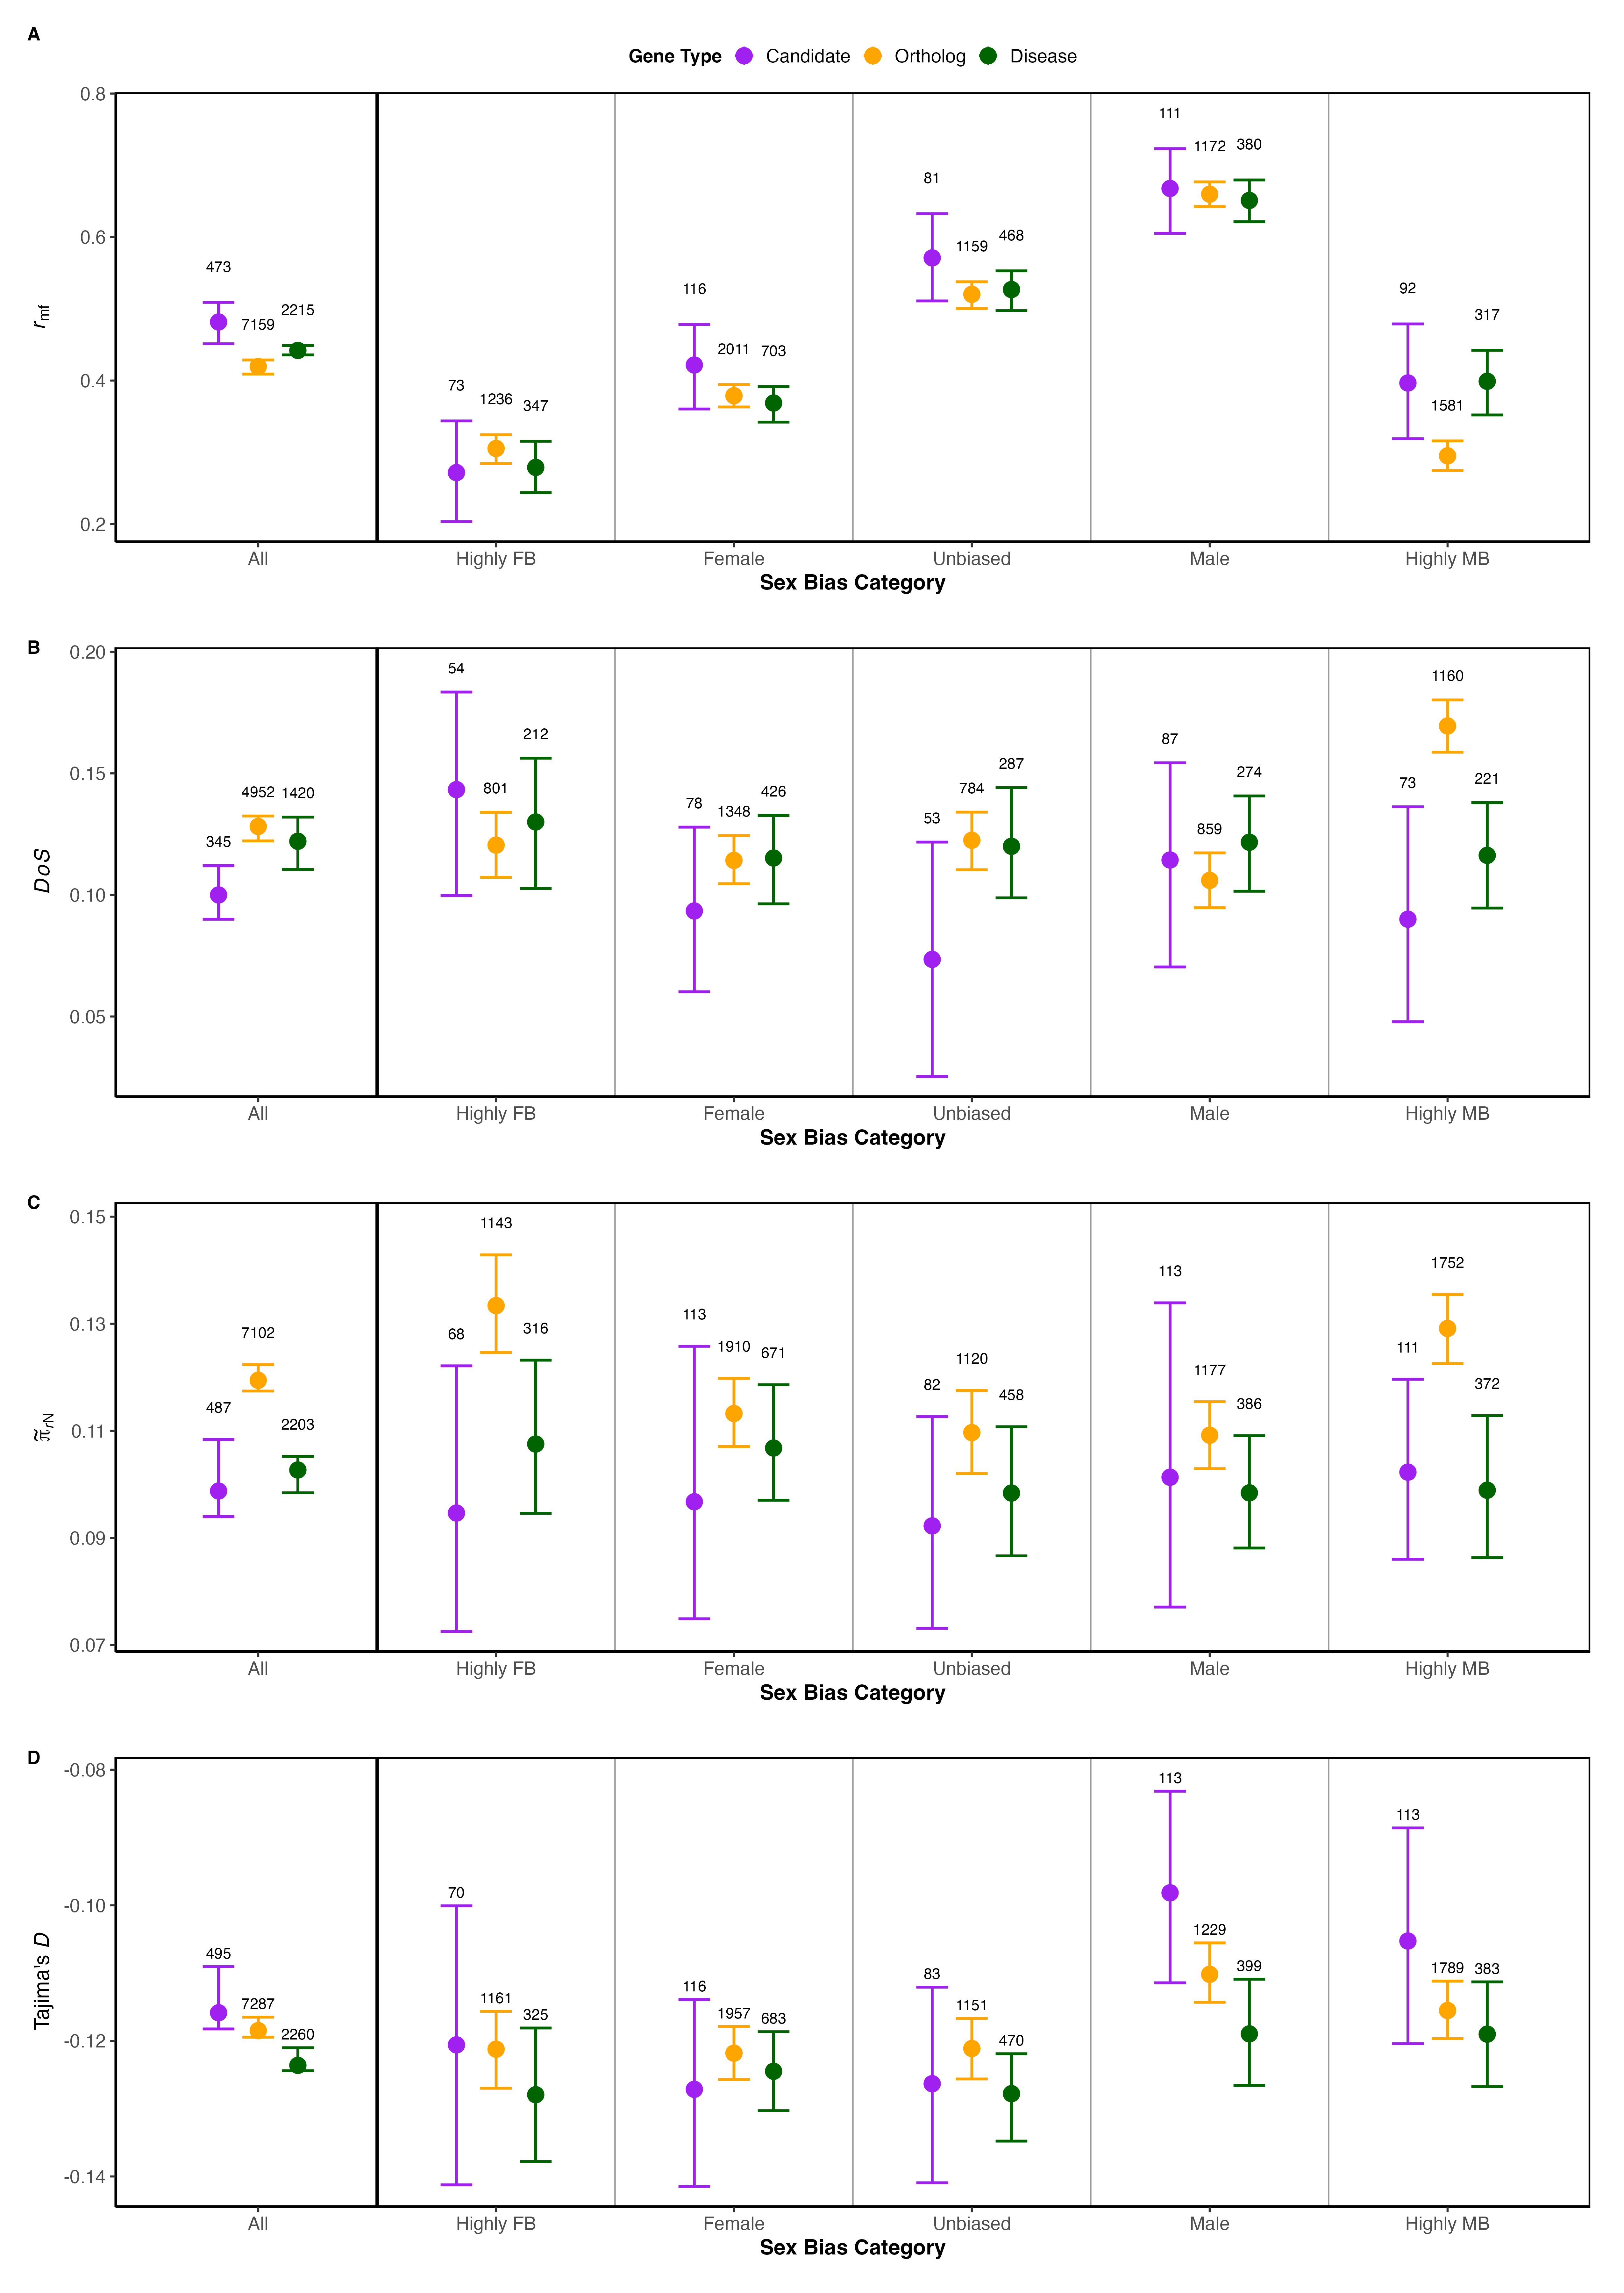 A
Gene Type Candidate Ortholog Disease
0.8
0.6
0.4
0.2
rmf
473 7159 2215
73 1236 347
116 2011 703
81 1159 468
111 1172 380
92 1581 317
All Highly FB Female Unbiased Male Highly MB
Sex Bias Category
B
0.20
0.15
0.10
0.05
DoS
345 4952 1420
54 801 212
78 1348 426
53 784 287
87 859 274
73 1160 221
All Highly FB Female Unbiased Male Highly MB
Sex Bias Category
C
0.15
0.13
0.11
0.09
0.07
π̃rN
487 7102 2203
68 1143 316
113 1910 671
82 1120 458
113 1177 386
111 1752 372
All Highly FB Female Unbiased Male Highly MB
Sex Bias Category
D
-0.08
-0.10
-0.12
-0.14
Tajima's D
495 7287 2260
70 1161 325
116 1957 683
83 1151 470
113 1229 399
113 1789 383
All Highly FB Female Unbiased Male Highly MB
Sex Bias Category